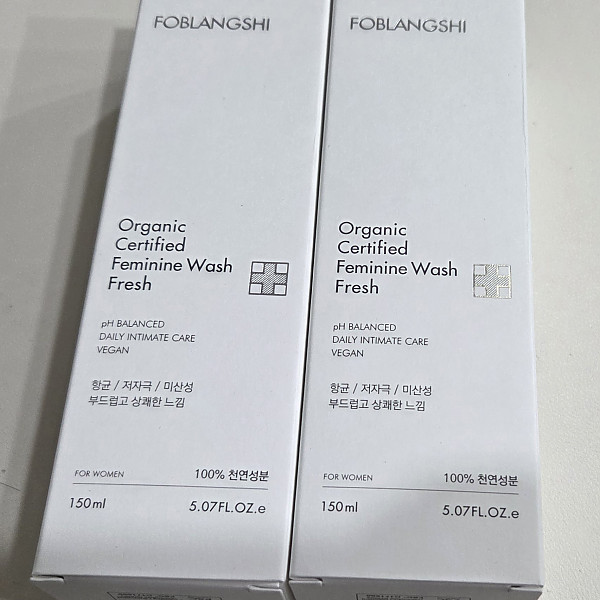 FOBLANGSHI
Organic
Certified
Feminine Wash
Fresh
pH BALANCED
DAILY INTIMATE CARE
VEGAN
항균 / 저자극 / 미산성
부드럽고 상쾌한 느낌
FOR WOMEN 100% 천연성분
150ml 5.07FL.OZ.e
FOBLANGSHI
Organic
Certified
Feminine Wash
Fresh
pH BALANCED
DAILY INTIMATE CARE
VEGAN
항균 / 저자극 / 미산성
부드럽고 상쾌한 느낌
FOR WOMEN 100% 천연성분
150ml 5.07FL.OZ.e